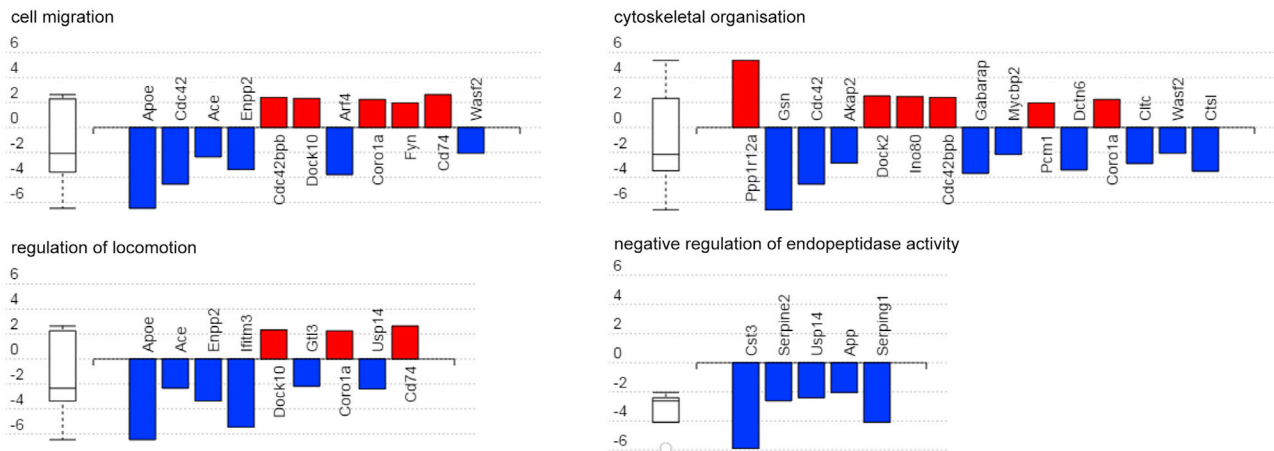 cell migration
6
4
2
0
-2
-4
-6
Apoe
Cdc42
Ace
Enpp2
Cdc42bpb
Dock10
Arf4
Coro1a
Fyn
Cd74
Wasf2
cytoskeletal organisation
6
4
2
0
-2
-4
-6
Ppp1r12a
Gsn
Cdc42
Akap2
Dock2
Ino80
Cdc42bpb
Gabarap
Mycbp2
Pcm1
Dctn6
Coro1a
Cltc
Wasf2
Ctsl
regulation of locomotion
6
4
2
0
-2
-4
-6
Apoe
Ace
Enpp2
Ifitm3
Dock10
Gtl3
Coro1a
Usp14
Cd74
negative regulation of endopeptidase activity
6
4
2
0
-2
-4
-6
Cst3
Serpine2
Usp14
App
Serping1